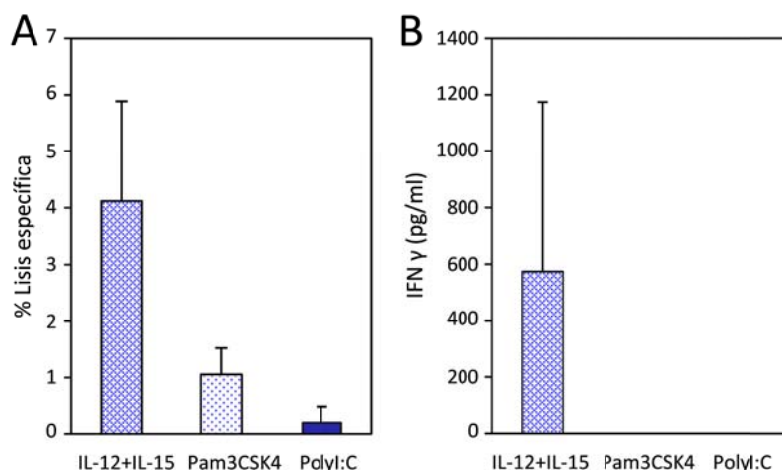 A
7
6
5
4
3
2
1
0
% Lisis específica
IL-12+IL-15 Pam3CSK4 PolyI:C
B
1400
1200
1000
800
600
400
200
0
IFN γ (pg/ml)
IL-12+IL-15 Pam3CSK4 PolyI:C